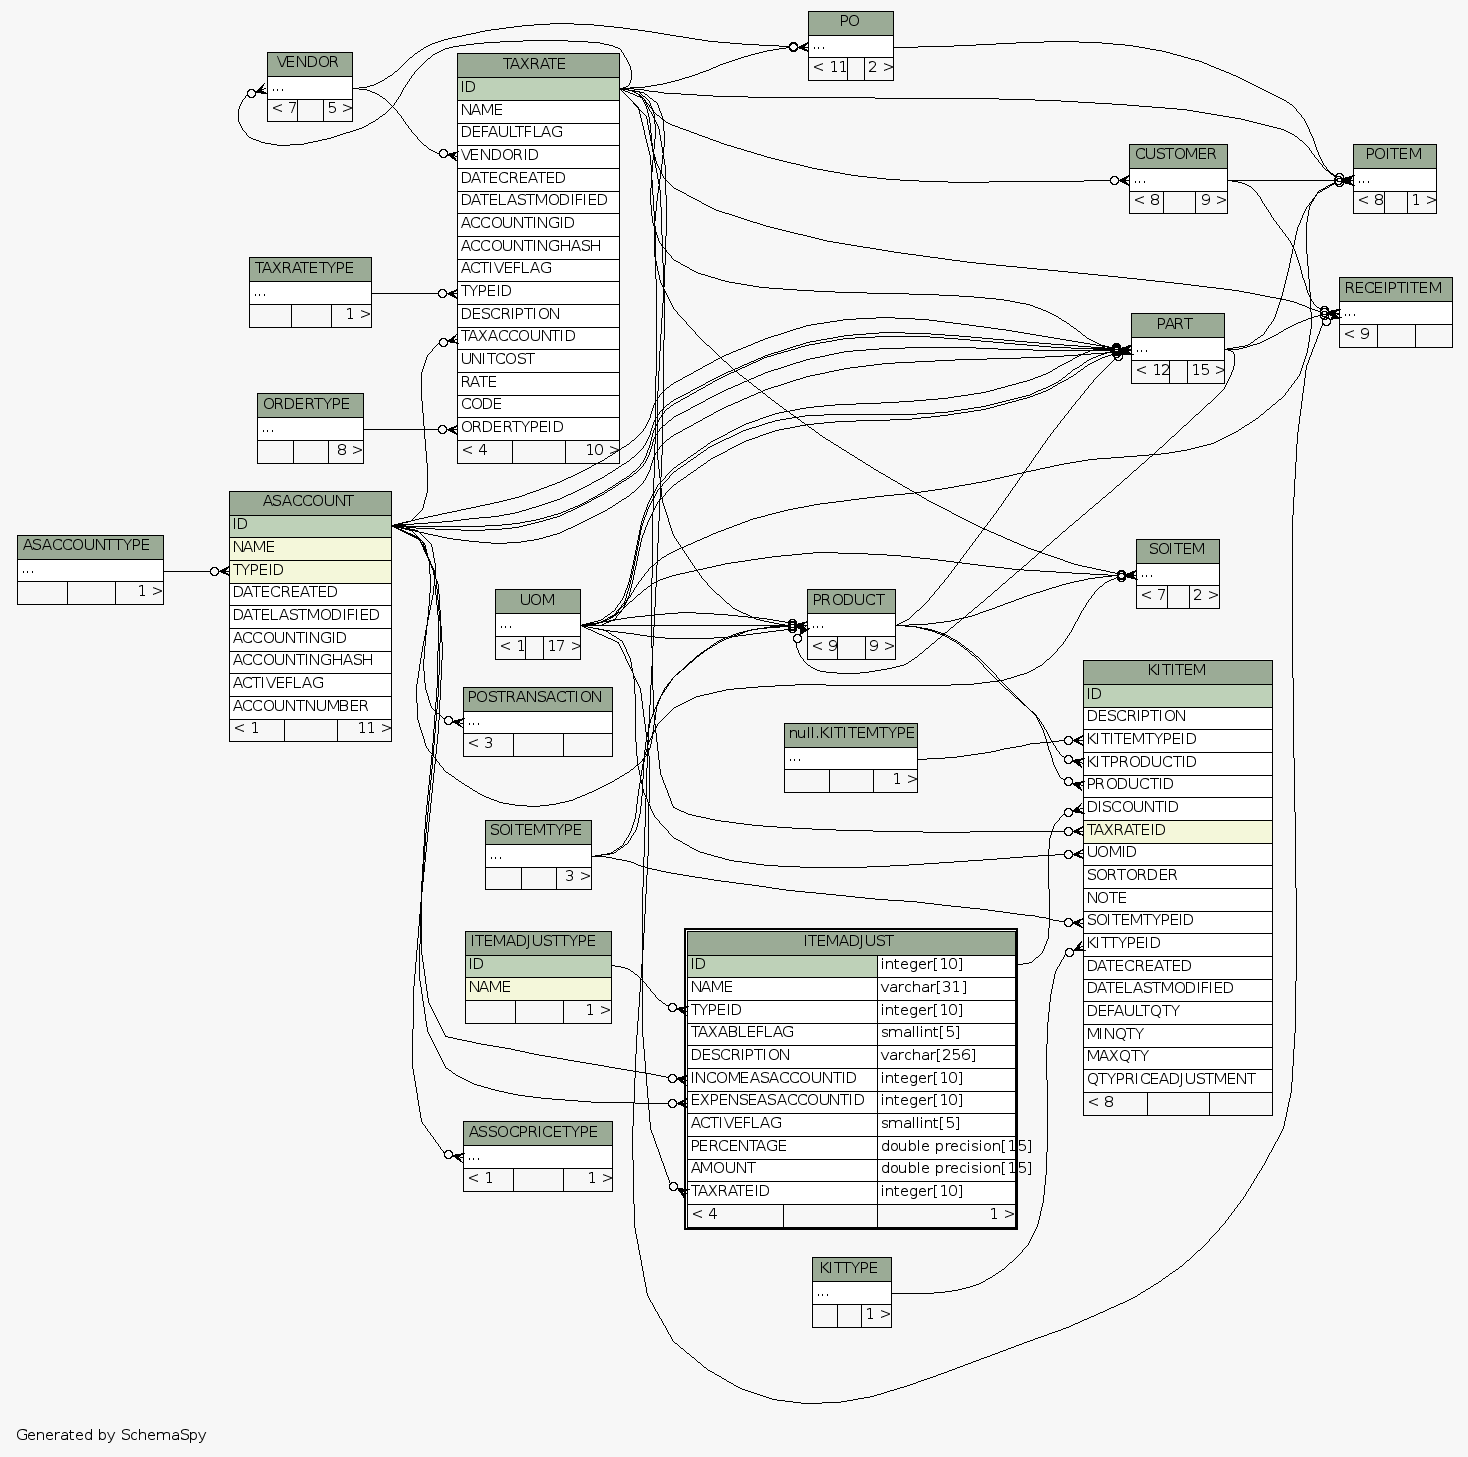 PO
...
< 11 2 >
VENDOR
...
< 7 5 >
TAXRATE
ID
NAME
DEFAULTFLAG
VENDORID
DATECREATED
DATELASTMODIFIED
ACCOUNTINGID
ACCOUNTINGHASH
ACTIVEFLAG
TYPEID
DESCRIPTION
TAXACCOUNTID
UNITCOST
RATE
CODE
ORDERTYPEID
< 4 10 >
CUSTOMER
...
< 8 9 >
POITEM
...
< 8 1 >
TAXRATETYPE
...
1 >
RECEIPTITEM
...
< 9
PART
...
< 12 15 >
ORDERTYPE
...
8 >
ASACCOUNT
ID
NAME
TYPEID
DATECREATED
DATELASTMODIFIED
ACCOUNTINGID
ACCOUNTINGHASH
ACTIVEFLAG
ACCOUNTNUMBER
< 1 11 >
ASACCOUNTTYPE
...
1 >
SOITEM
...
< 7 2 >
UOM
...
< 1 17 >
PRODUCT
...
< 9 9 >
POSTRANSACTION
...
< 3
null.KITITEMTYPE
...
1 >
KITITEM
ID
DESCRIPTION
KITITEMTYPEID
KITPRODUCTID
PRODUCTID
DISCOUNTID
TAXRATEID
UOMID
SORTORDER
NOTE
SOITEMTYPEID
KITTYPEID
DATECREATED
DATELASTMODIFIED
DEFAULTQTY
MINQTY
MAXQTY
QTYPRICEADJUSTMENT
< 8
SOITEMTYPE
...
3 >
ITEMADJUSTTYPE
ID
NAME
1 >
ITEMADJUST
ID integer[10]
NAME varchar[31]
TYPEID integer[10]
TAXABLEFLAG smallint[5]
DESCRIPTION varchar[256]
INCOMEASACCOUNTID integer[10]
EXPENSEASACCOUNTID integer[10]
ACTIVEFLAG smallint[5]
PERCENTAGE double precision[15]
AMOUNT double precision[15]
TAXRATEID integer[10]
< 4 1 >
ASSOCPRICETYPE
...
< 1 1 >
KITTYPE
...
1 >
Generated by SchemaSpy